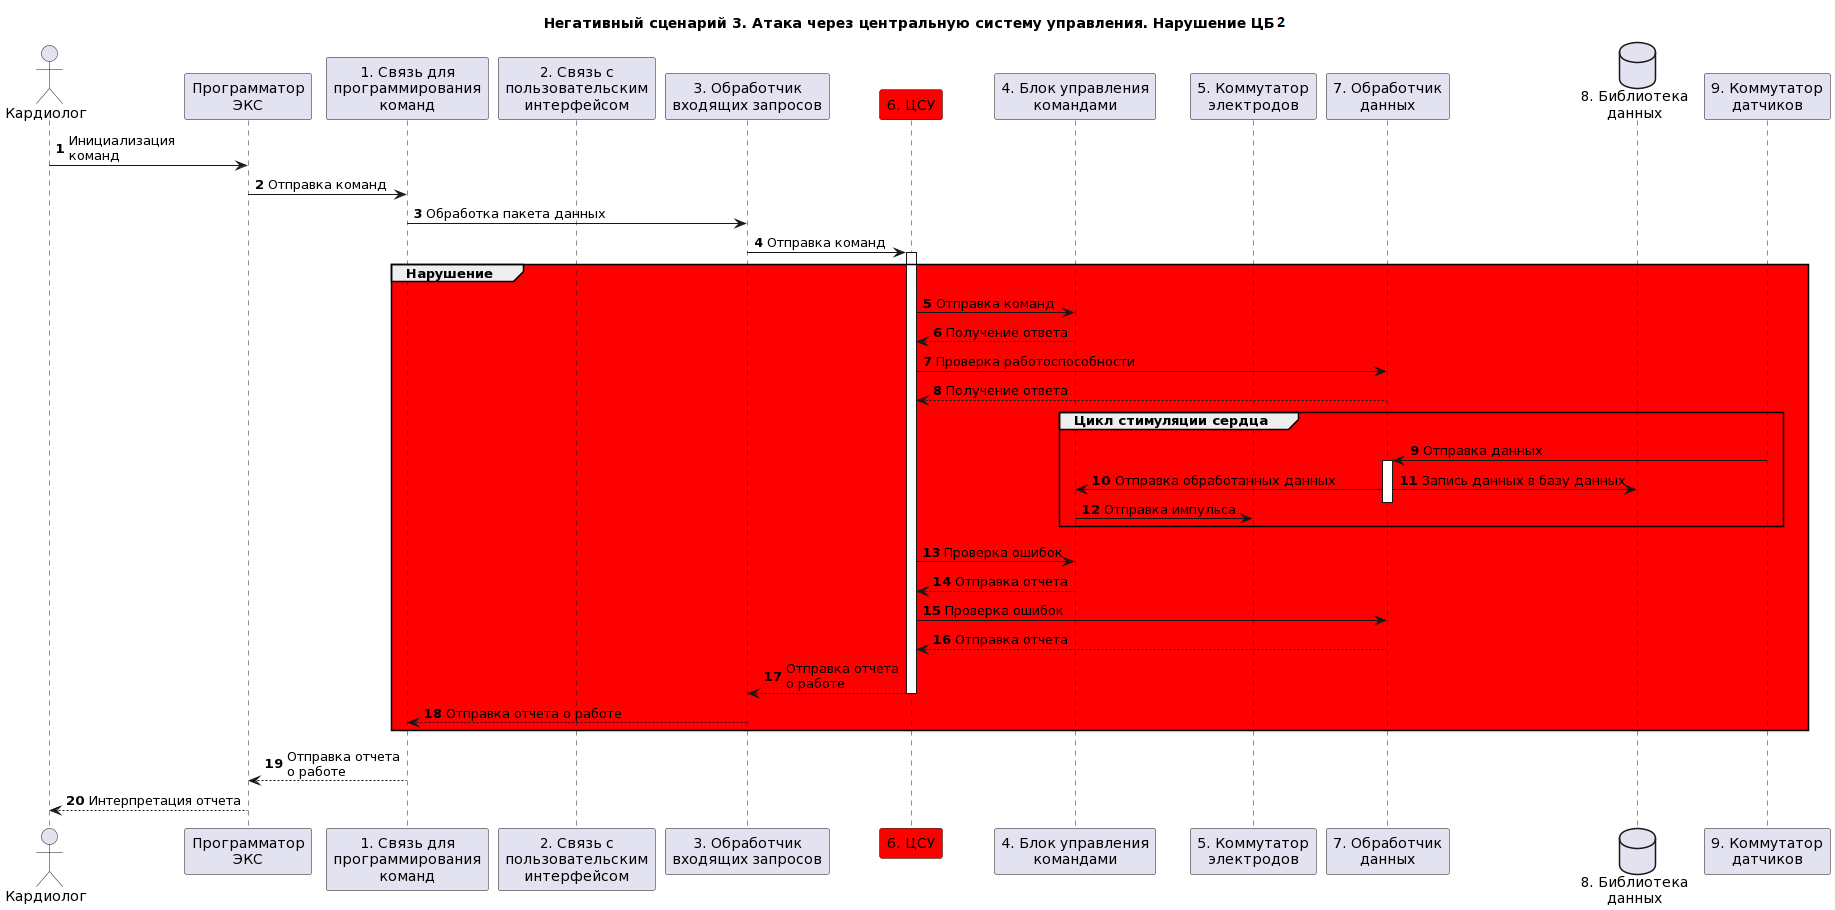 Негативный сценарий 3. Атака через центральную систему управления. Нарушение ЦБ2
Кардиолог
Программатор
ЭКС
1. Связь для
программирования
команд
2. Связь с
пользовательским
интерфейсом
3. Обработчик
входящих запросов
6. ЦСУ
4. Блок управления
командами
5. Коммутатор
электродов
7. Обработчик
данных
8. Библиотека
данных
9. Коммутатор
датчиков
1 Инициализация
команд
2 Отправка команд
3 Обработка пакета данных
4 Отправка команд
Нарушение
5 Отправка команд
6 Получение ответа
7 Проверка работоспособности
8 Получение ответа
Цикл стимуляции сердца
9 Отправка данных
10 Отправка обработанных данных
11 Запись данных в базу данных
12 Отправка импульса
13 Проверка ошибок
14 Отправка отчета
15 Проверка ошибок
16 Отправка отчета
17 Отправка отчета
о работе
18 Отправка отчета о работе
19 Отправка отчета
о работе
20 Интерпретация отчета
Кардиолог
Программатор
ЭКС
1. Связь для
программирования
команд
2. Связь с
пользовательским
интерфейсом
3. Обработчик
входящих запросов
6. ЦСУ
4. Блок управления
командами
5. Коммутатор
электродов
7. Обработчик
данных
8. Библиотека
данных
9. Коммутатор
датчиков